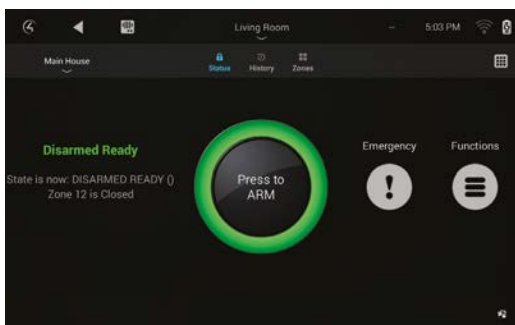 Living Room
5:03 PM
Main House
Status
History
Zones
Disarmed Ready
State is now: DISARMED READY ()
Zone 12 is Closed
Press to
ARM
Emergency
!
Functions